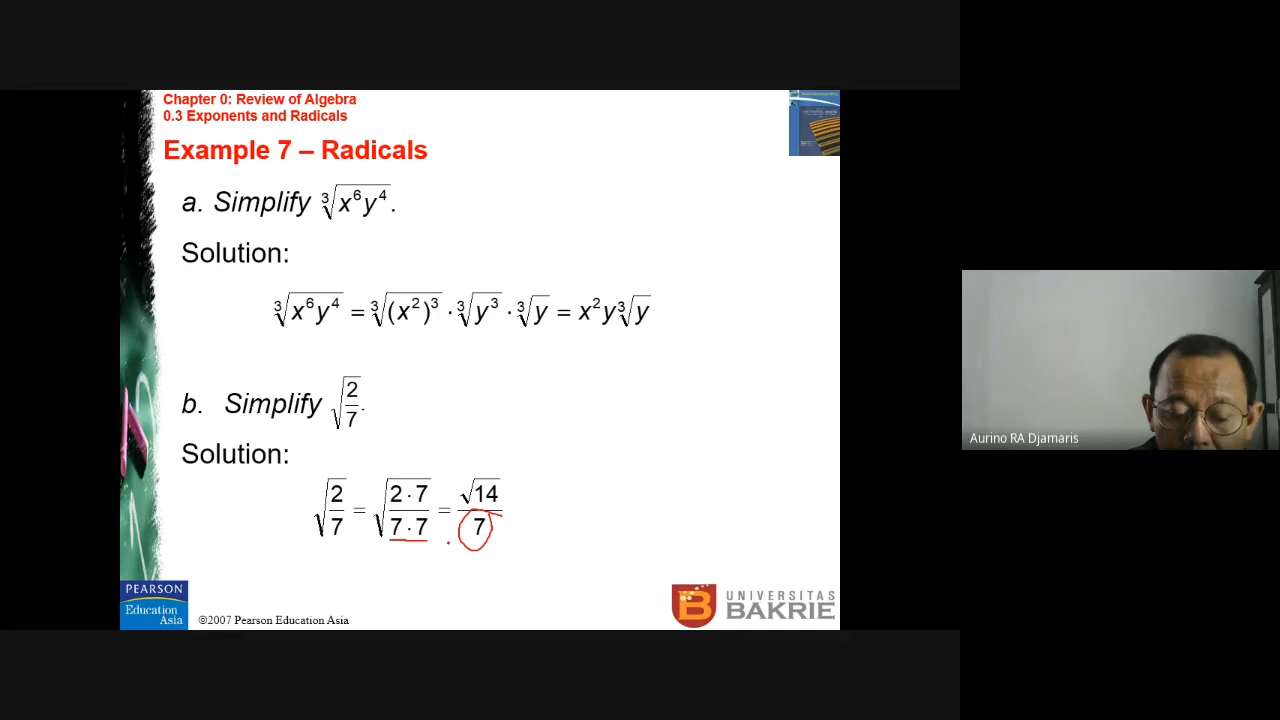 Chapter 0: Review of Algebra
0.3 Exponents and Radicals
Example 7 – Radicals
a. Simplify ∛(x⁶y⁴).
Solution:
∛(x⁶y⁴) = ∛((x²)³) · ∛(y³) · ∛y = x²y∛y
b. Simplify √(2/7).
Solution:
√(2/7) = √((2·7)/(7·7)) = √14/7
PEARSON
Education
Asia
©2007 Pearson Education Asia
B UNIVERSITAS
BAKRIE
Aurino RA Djamaris